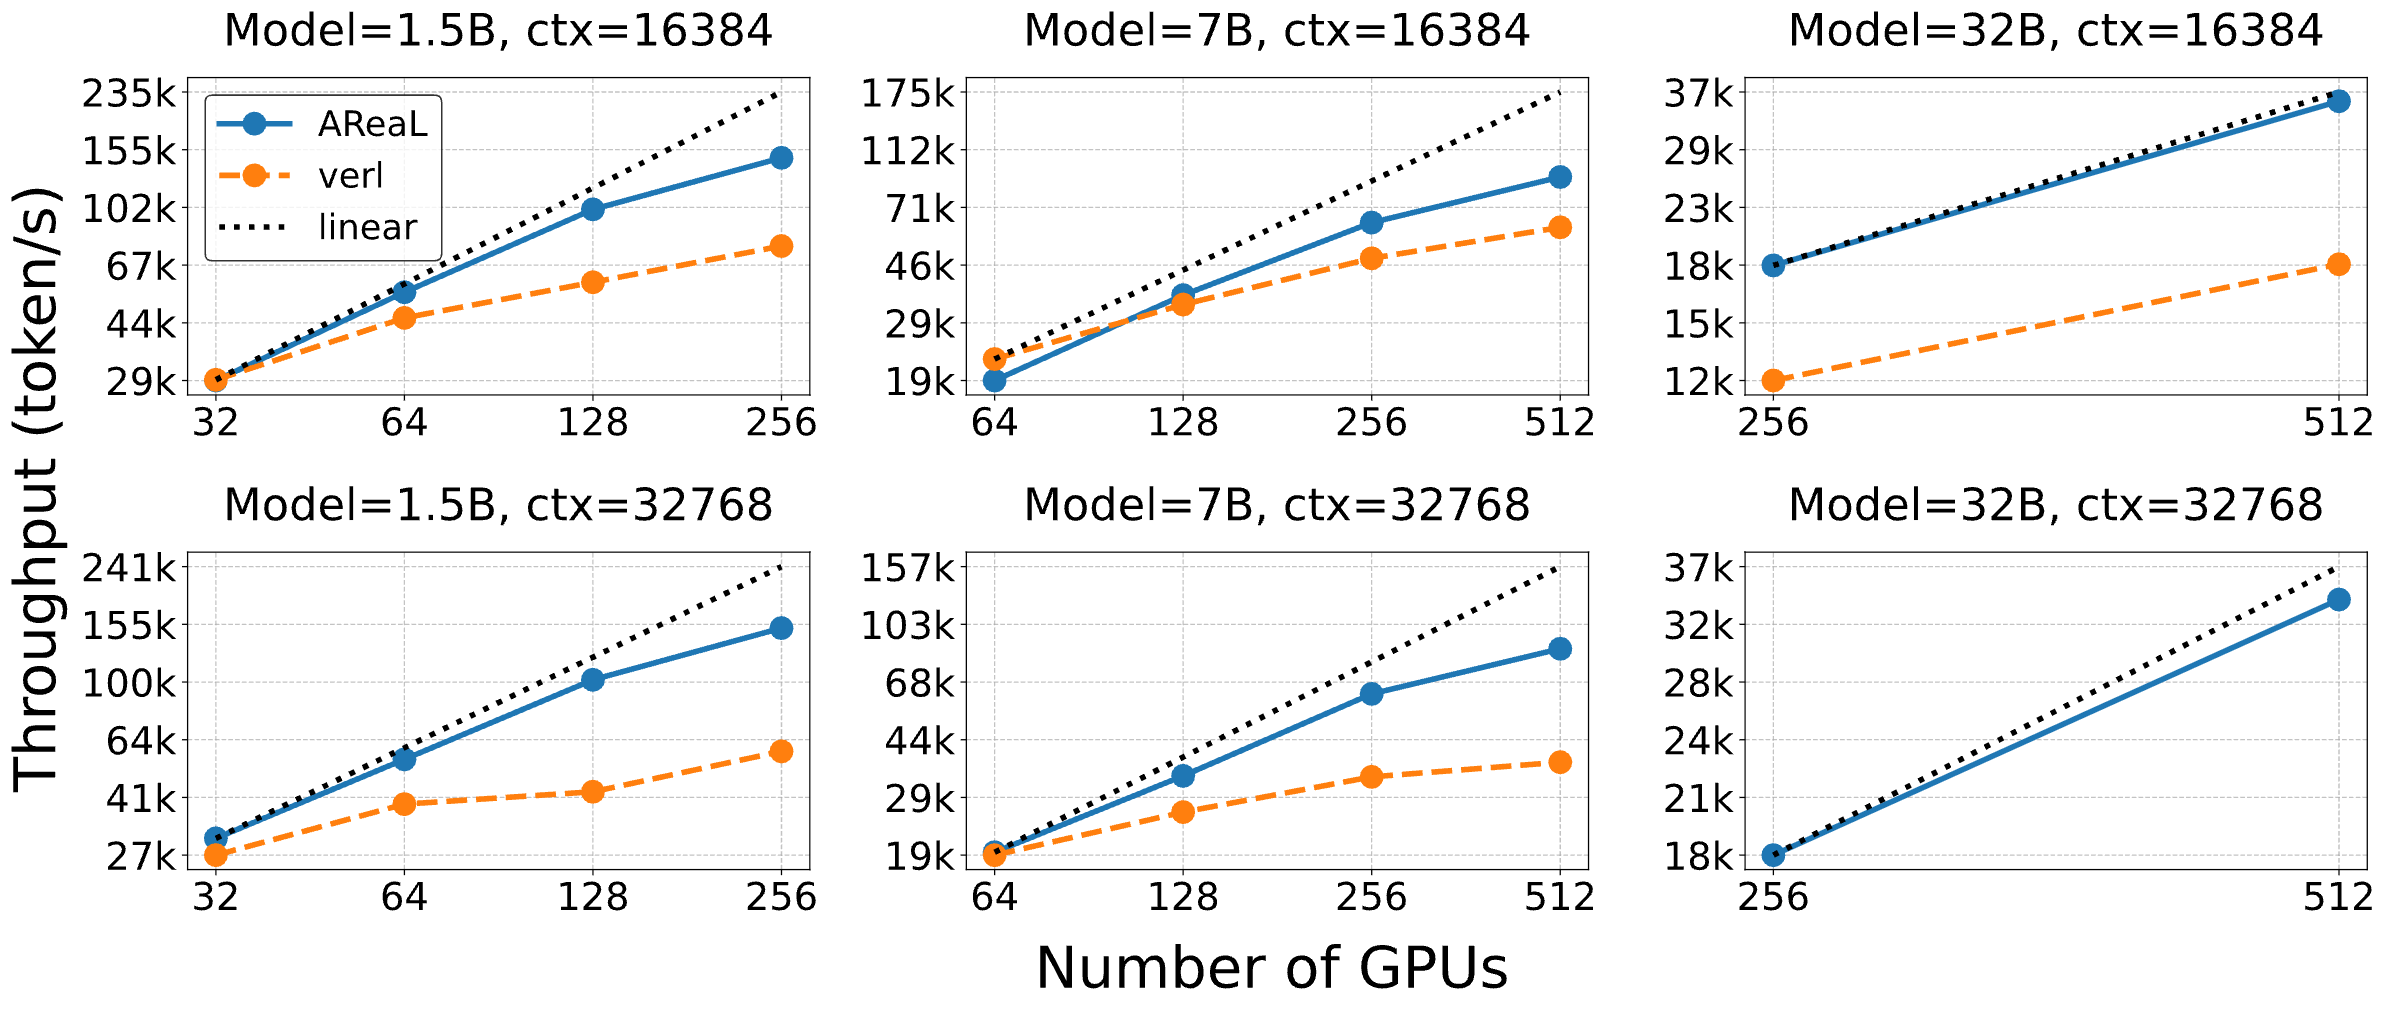 Model=1.5B, ctx=16384
235k
155k
102k
67k
44k
29k
32
64
128
256
AReaL
verl
linear
Model=7B, ctx=16384
175k
112k
71k
46k
29k
19k
64
128
256
512
Model=32B, ctx=16384
37k
29k
23k
18k
15k
12k
256
512
Throughput (token/s)
Model=1.5B, ctx=32768
241k
155k
100k
64k
41k
27k
32
64
128
256
Model=7B, ctx=32768
157k
103k
68k
44k
29k
19k
64
128
256
512
Model=32B, ctx=32768
37k
32k
28k
24k
21k
18k
256
512
Number of GPUs